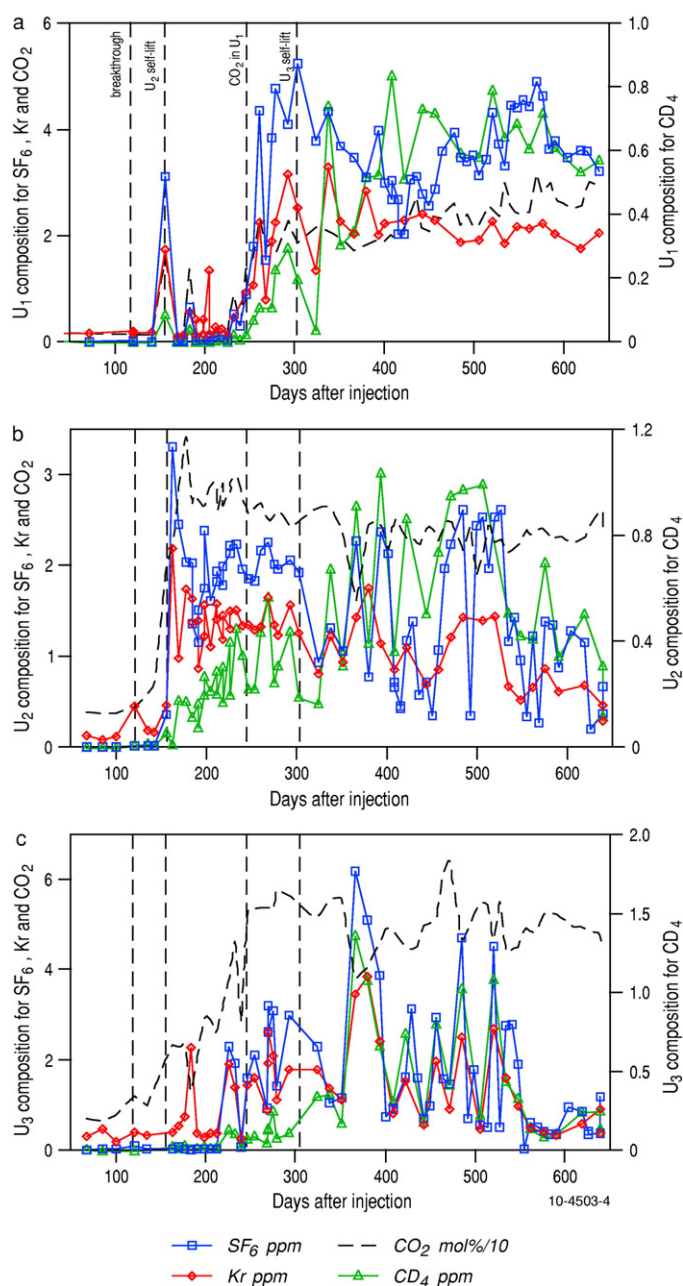 a
6
4
2
0
U₁ composition for SF₆ , Kr and CO₂
breakthrough
U₂ self-lift
CO₂ in U₁
U₃ self-lift
1.0
0.8
0.6
0.4
0.2
0
U₁ composition for CD₄
100 200 300 400 500 600
Days after injection
b
3
2
1
0
U₂ composition for SF₆ , Kr and CO₂
1.2
0.8
0.4
0
U₂ composition for CD₄
100 200 300 400 500 600
Days after injection
c
6
4
2
0
U₃ composition for SF₆ , Kr and CO₂
2.0
1.5
1.0
0.5
0
U₃ composition for CD₄
100 200 300 400 500 600
Days after injection
10-4503-4
SF₆ ppm CO₂ mol%/10
Kr ppm CD₄ ppm